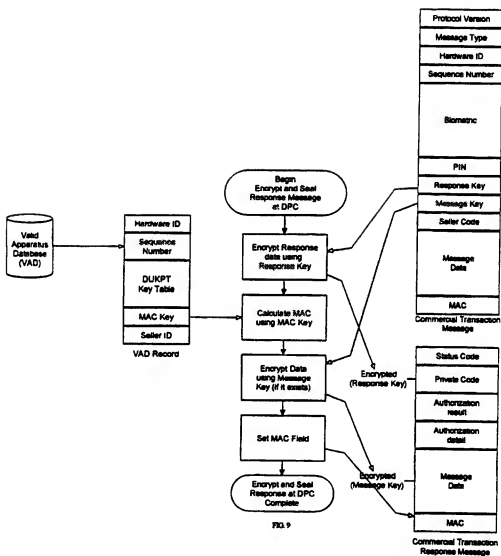 Valid
Apparatus
Database
(VAD)
Hardware ID
Sequence
Number
DUKPT
Key Table
MAC Key
Seller ID
VAD Record
Begin
Encrypt and Seal
Response Message
at DPC
Encrypt Response
data using
Response Key
Calculate MAC
using MAC Key
Encrypt Data
using Message
Key (if it exists)
Set MAC Field
Encrypt and Seal
Response at DPC
Complete
FIG. 9
Protocol Version
Message Type
Hardware ID
Sequence Number
Biometric
PIN
Response Key
Message Key
Seller Code
Message
Data
MAC
Commercial Transaction
Message
Encrypted
(Response Key)
Encrypted
(Message Key)
Status Code
Private Code
Authorization
result
Authorization
detail
Message
Data
MAC
Commercial Transaction
Response Message